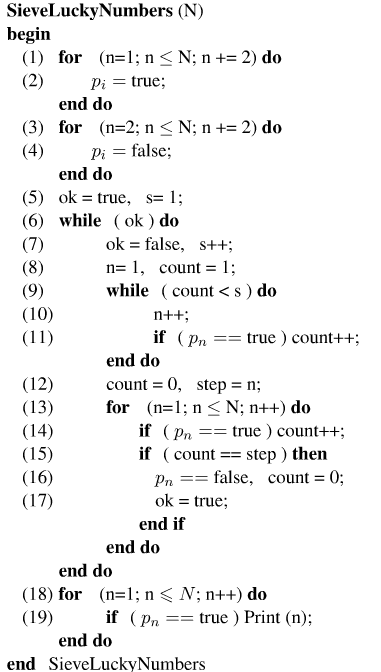 SieveLuckyNumbers (N)
begin
(1) for (n=1; n ≤ N; n += 2) do
(2) p_i = true;
end do
(3) for (n=2; n ≤ N; n += 2) do
(4) p_i = false;
end do
(5) ok = true, s= 1;
(6) while ( ok ) do
(7) ok = false, s++;
(8) n= 1, count = 1;
(9) while ( count < s ) do
(10) n++;
(11) if ( p_n == true ) count++;
end do
(12) count = 0, step = n;
(13) for (n=1; n ≤ N; n++) do
(14) if ( p_n == true ) count++;
(15) if ( count == step ) then
(16) p_n == false, count = 0;
(17) ok = true;
end if
end do
end do
(18) for (n=1; n ⩽ N; n++) do
(19) if ( p_n == true ) Print (n);
end do
end SieveLuckyNumbers